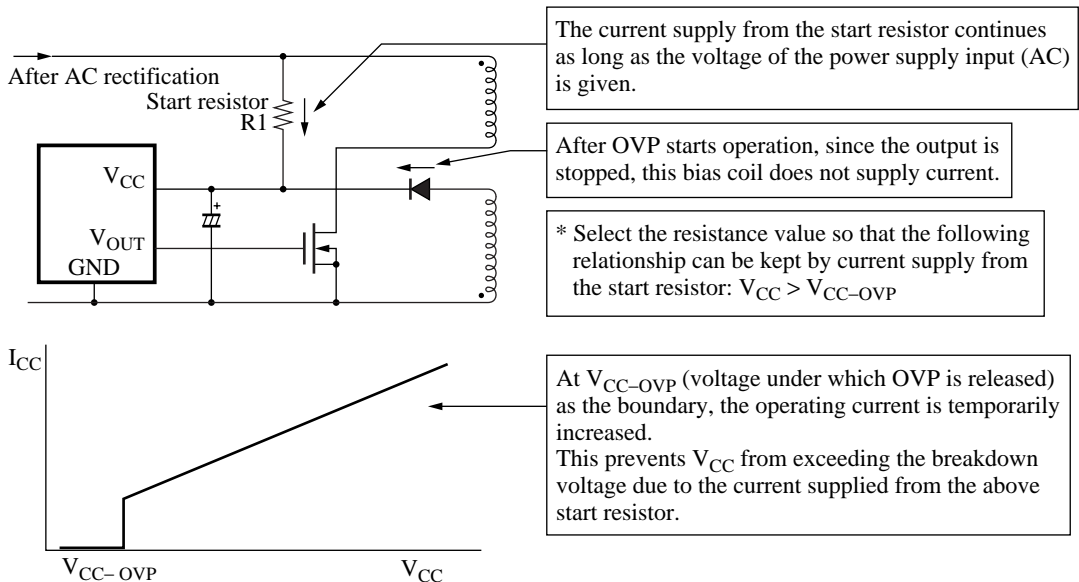 The current supply from the start resistor continues
as long as the voltage of the power supply input (AC)
is given.
After AC rectification
Start resistor
R1
After OVP starts operation, since the output is
stopped, this bias coil does not supply current.
VCC
+
VOUT
GND
* Select the resistance value so that the following
relationship can be kept by current supply from
the start resistor: VCC > VCC–OVP
ICC
At VCC–OVP (voltage under which OVP is released)
as the boundary, the operating current is temporarily
increased.
This prevents VCC from exceeding the breakdown
voltage due to the current supplied from the above
start resistor.
VCC– OVP
VCC